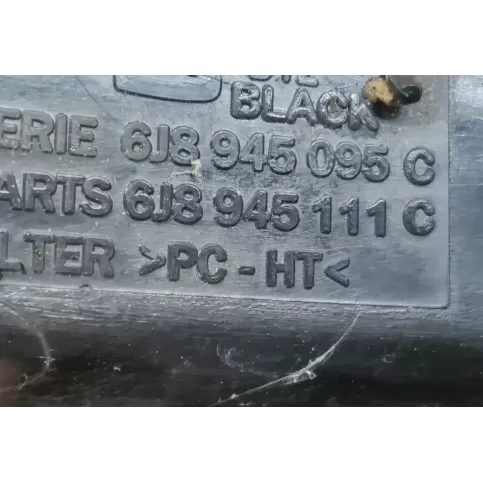 BLACK
ERIE 6J8 945 095 C
ARTS 6J8 945 111 C
LTER >PC-HT<